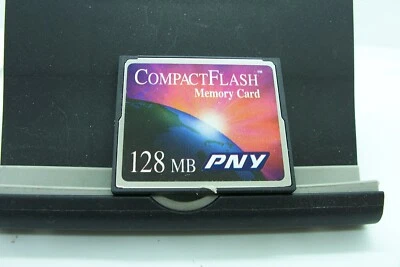 COMPACTFLASH™
Memory Card
128 MB PNY